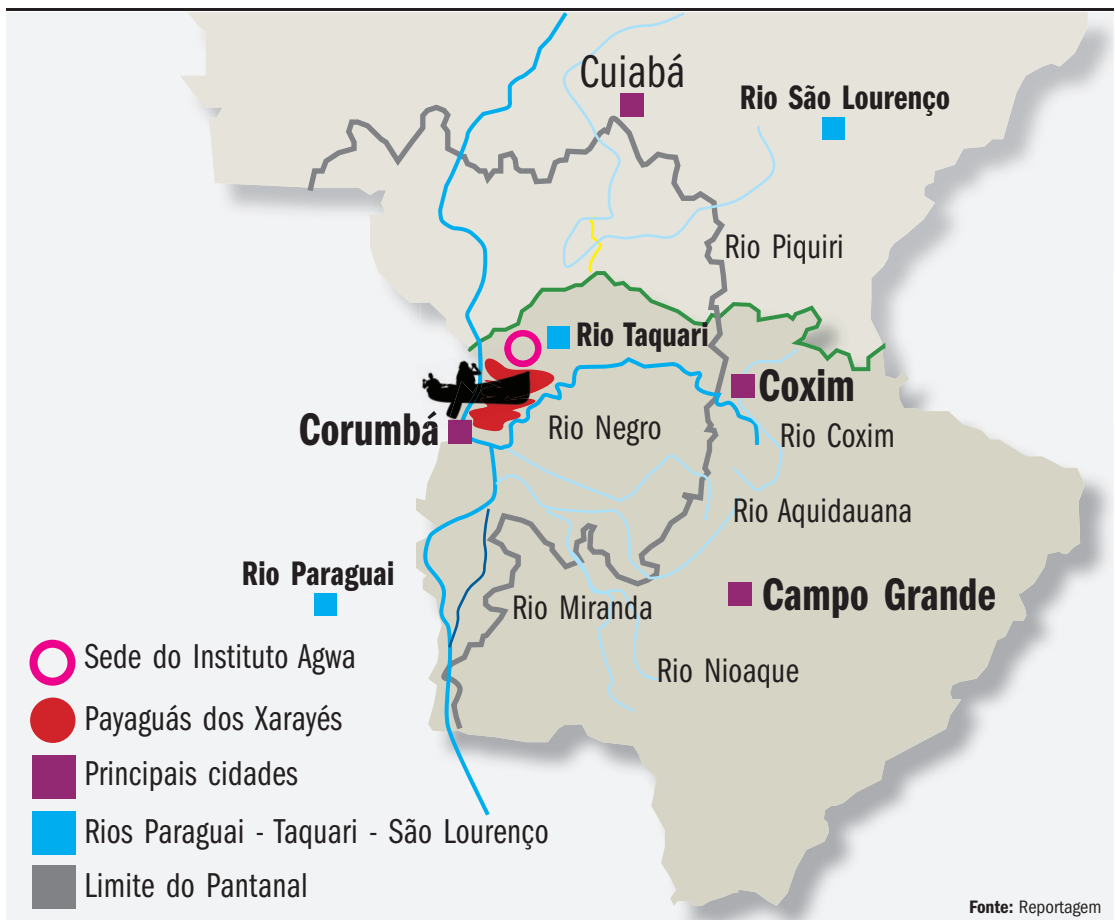 Cuiabá
Rio São Lourenço
Rio Piquiri
Rio Taquari
Coxim
Corumbá
Rio Negro
Rio Coxim
Rio Aquidauana
Rio Paraguai
Rio Miranda
Campo Grande
Rio Nioaque
Sede do Instituto Agwa
Payaguás dos Xarayés
Principais cidades
Rios Paraguai - Taquari - São Lourenço
Limite do Pantanal
Fonte: Reportagem